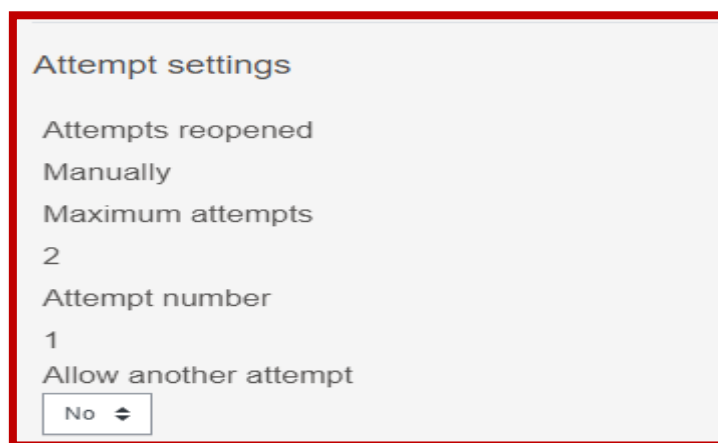 Attempt settings
Attempts reopened
Manually
Maximum attempts
2
Attempt number
1
Allow another attempt
No